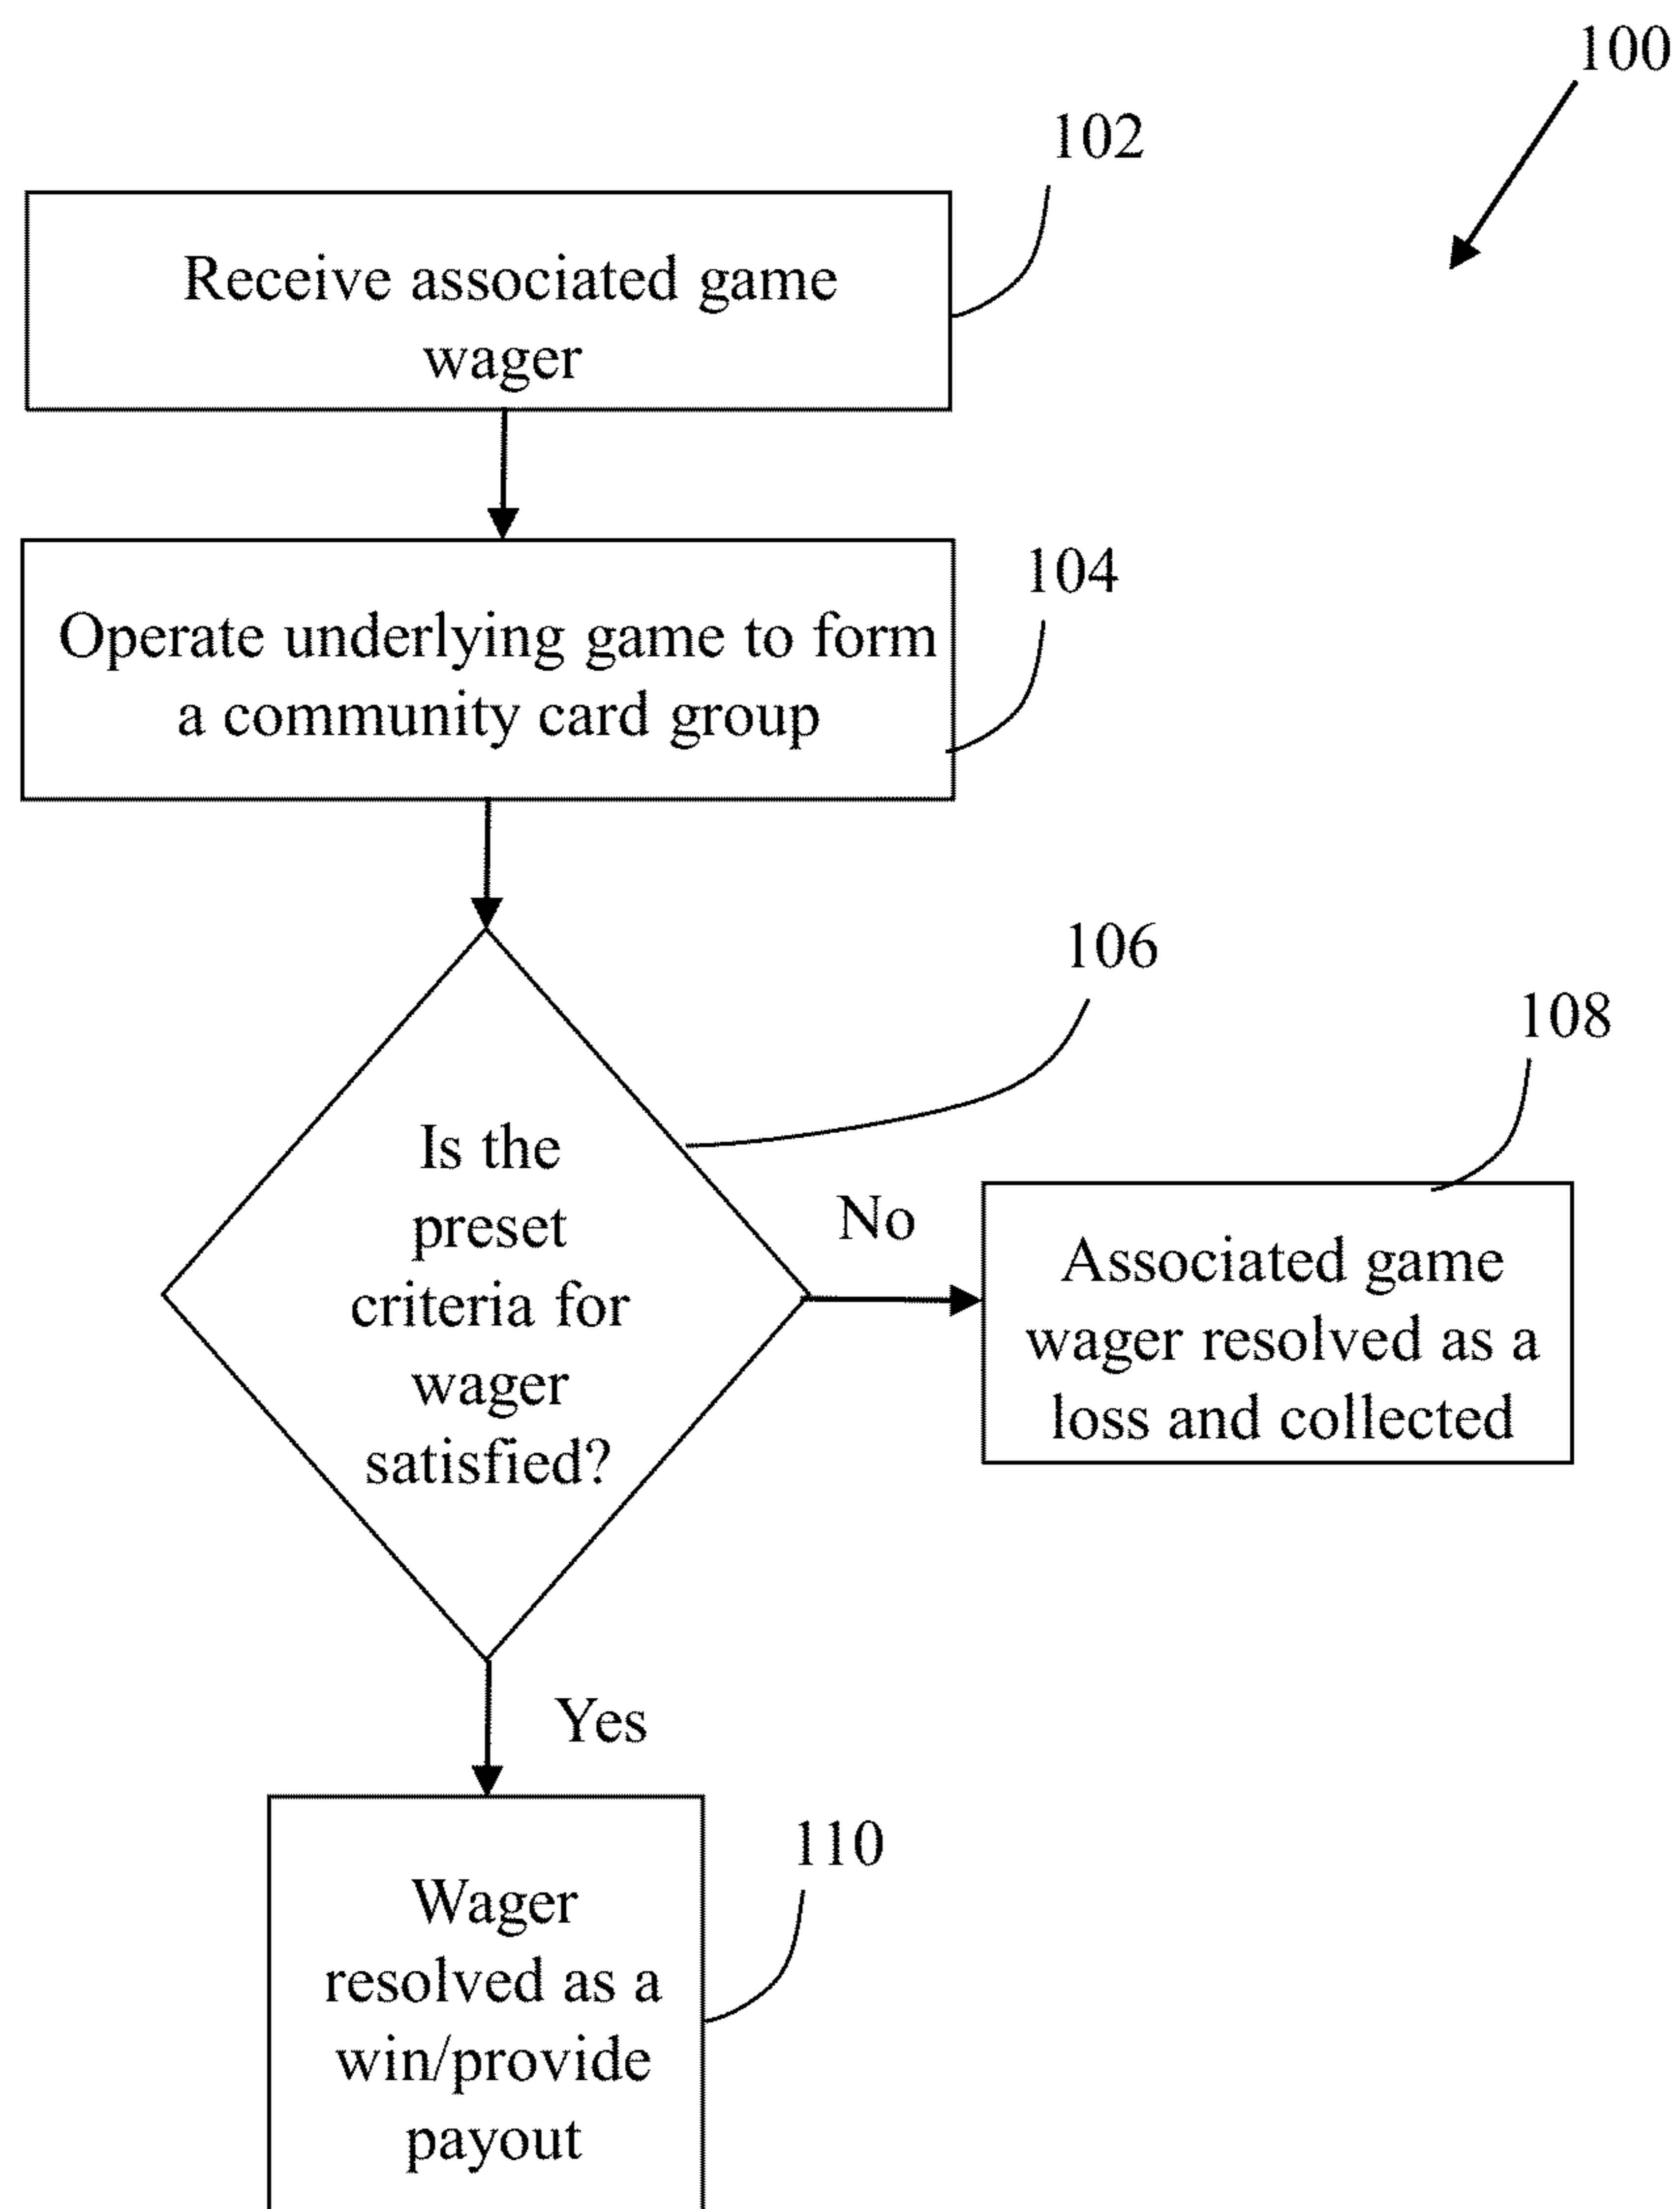 100
102
Receive associated game
wager
104
Operate underlying game to form
a community card group
106
108
Is the
preset
criteria for
wager
satisfied?
No
Associated game
wager resolved as a
loss and collected
Yes
110
Wager
resolved as a
win/provide
payout